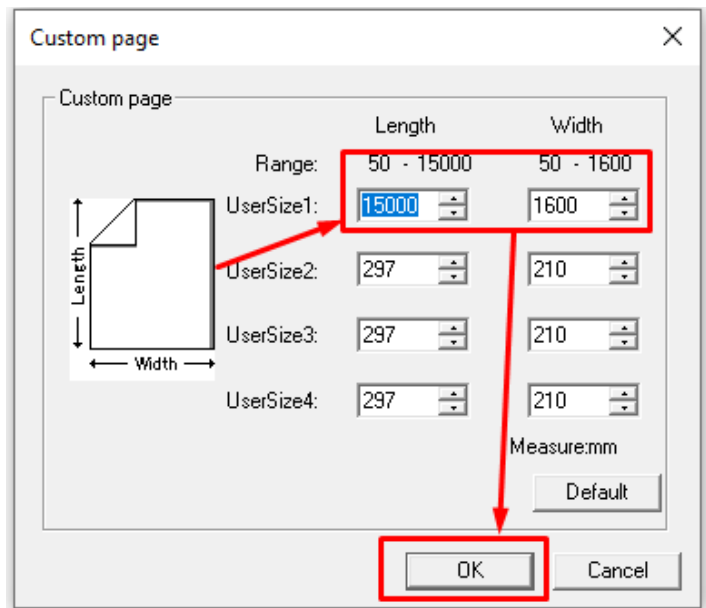 Custom page
Custom page
Length Width
Range: 50 - 15000 50 - 1600
UserSize1: 15000 1600
UserSize2: 297 210
UserSize3: 297 210
UserSize4: 297 210
Length
Width
Measure:mm
Default
OK Cancel